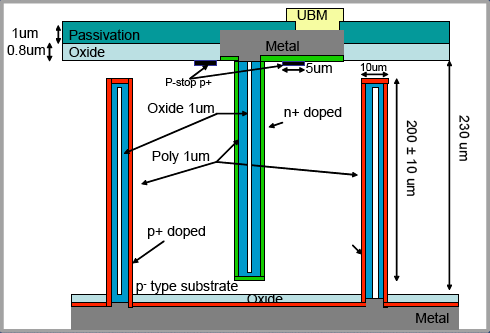 UBM
1um
Passivation
Metal
0.8um
Oxide
P-stop p+
5um
10um
Oxide 1um
n+ doped
Poly 1um
200 ± 10 um
230 um
p+ doped
p- type substrate
Oxide
Metal